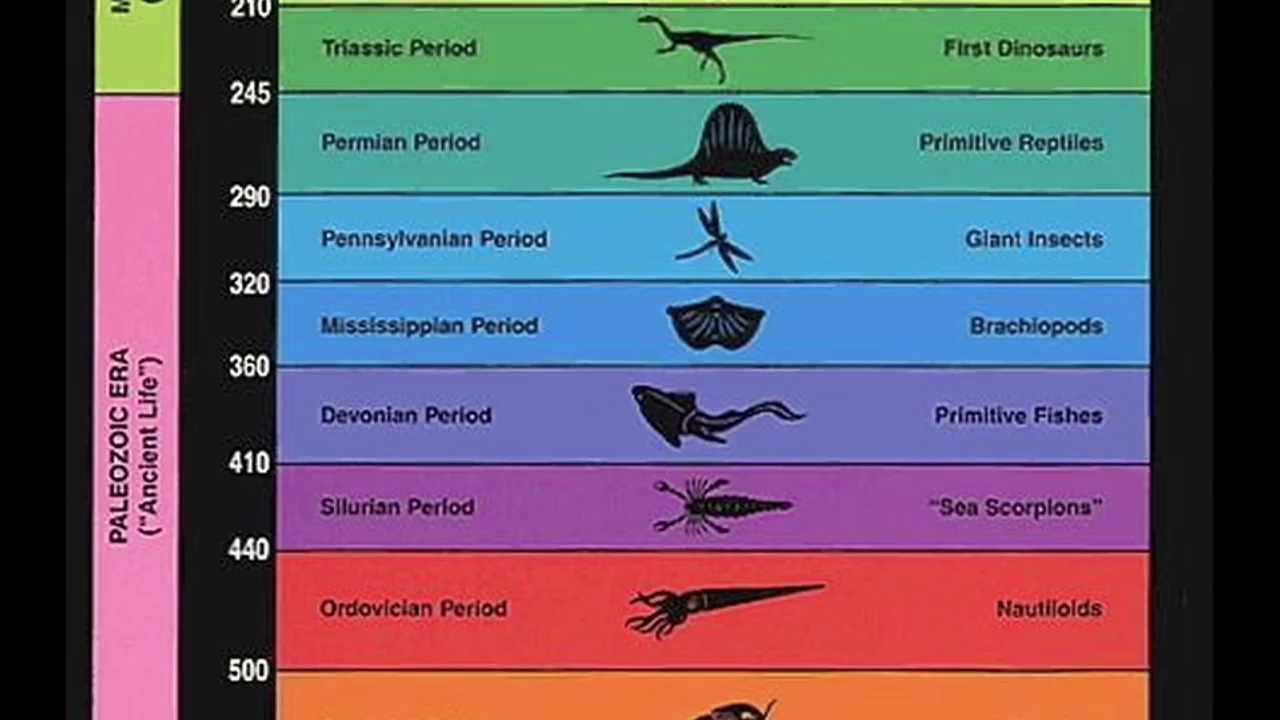 210
Triassic Period First Dinosaurs
245
Permian Period Primitive Reptiles
290
Pennsylvanian Period Giant Insects
320
Mississippian Period Brachiopods
360
Devonian Period Primitive Fishes
410
Silurian Period "Sea Scorpions"
440
Ordovician Period Nautiloids
500
PALEOZOIC ERA
("Ancient Life")